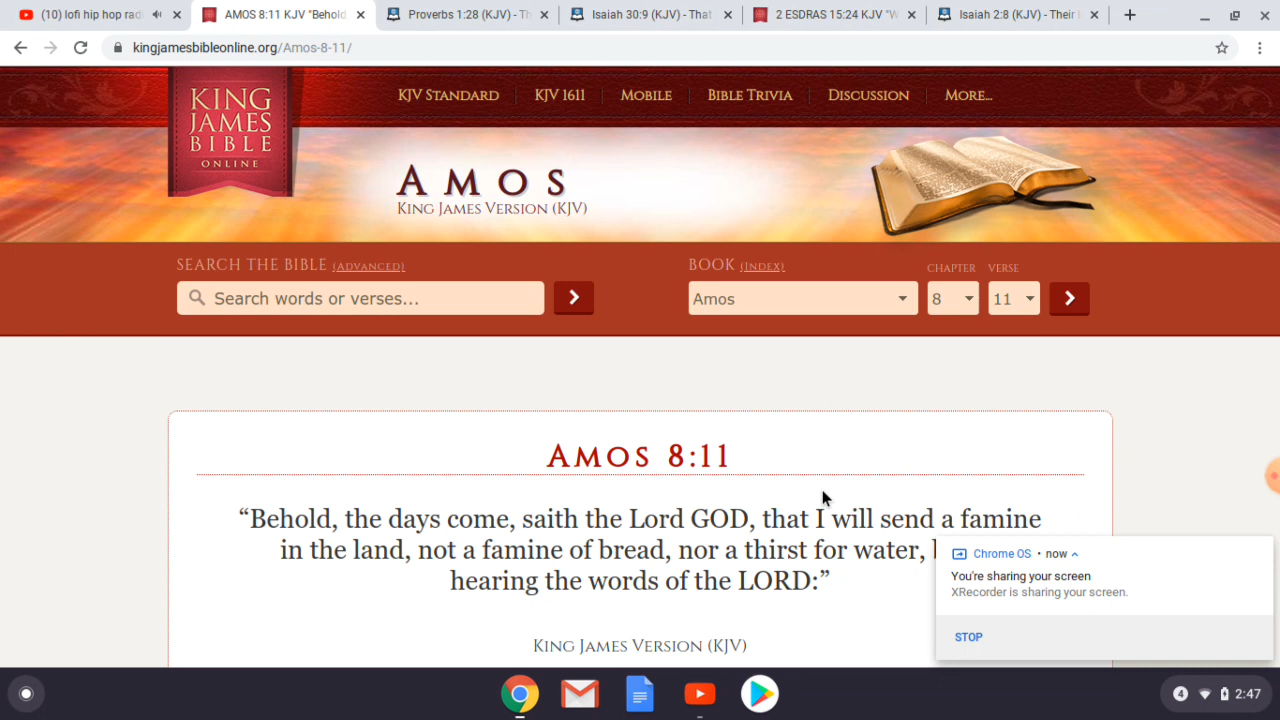 (10) lofi hip hop radi
AMOS 8:11 KJV "Behold,
Proverbs 1:28 (KJV) - Th
Isaiah 30:9 (KJV) - That
2 ESDRAS 15:24 KJV "W
Isaiah 2:8 (KJV) - Their l
kingjamesbibleonline.org/Amos-8-11/
KING
JAMES
BIBLE
ONLINE
KJV Standard
KJV 1611
Mobile
Bible Trivia
Discussion
More...
Amos
King James Version (KJV)
Search the Bible (Advanced)
Search words or verses...
Book (Index)
Amos
Chapter
8
Verse
11
Amos 8:11
“Behold, the days come, saith the Lord GOD, that I will send a famine
in the land, not a famine of bread, nor a thirst for water,
hearing the words of the LORD:”
King James Version (KJV)
Chrome OS • now
You're sharing your screen
XRecorder is sharing your screen.
STOP
4
2:47